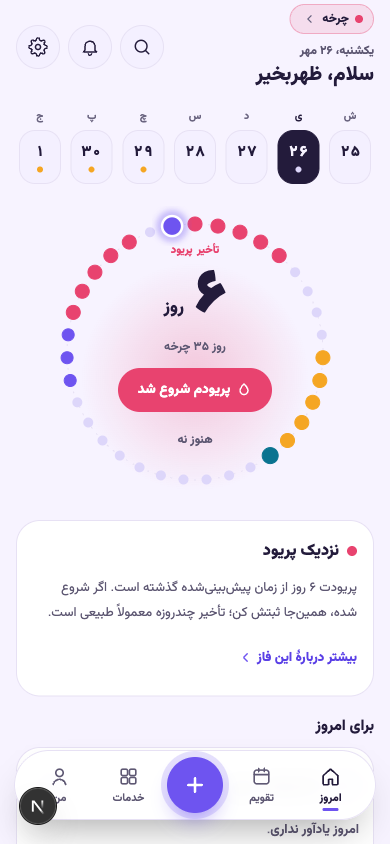 چرخه
یکشنبه، ۲۶ مهر
سلام، ظهربخیر
ش ی د س چ پ ج
۲۵ ۲۶ ۲۷ ۲۸ ۲۹ ۳۰ ۱
تأخیر پریود
۶ روز
روز ۳۵ چرخه
پریودم شروع شد
هنوز نه
نزدیک پریود
پریودت ۶ روز از زمان پیش‌بینی‌شده گذشته است. اگر شروع
شده، همین‌جا ثبتش کن؛ تأخیر چندروزه معمولاً طبیعی است.
بیشتر دربارهٔ این فاز
برای امروز
امروز تقویم خدمات من
N
امروز یادآور نداری.